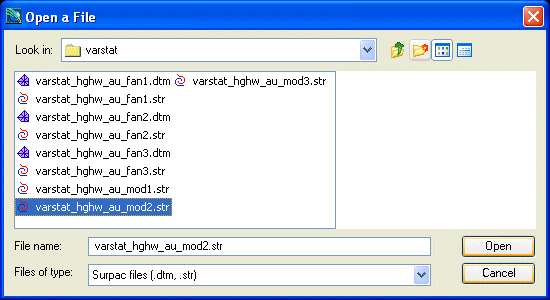 Open a File
Look in: varstat
varstat_hghw_au_fan1.dtm varstat_hghw_au_mod3.str
varstat_hghw_au_fan1.str
varstat_hghw_au_fan2.dtm
varstat_hghw_au_fan2.str
varstat_hghw_au_fan3.dtm
varstat_hghw_au_fan3.str
varstat_hghw_au_mod1.str
varstat_hghw_au_mod2.str
File name: varstat_hghw_au_mod2.str Open
Files of type: Surpac files (.dtm, .str) Cancel